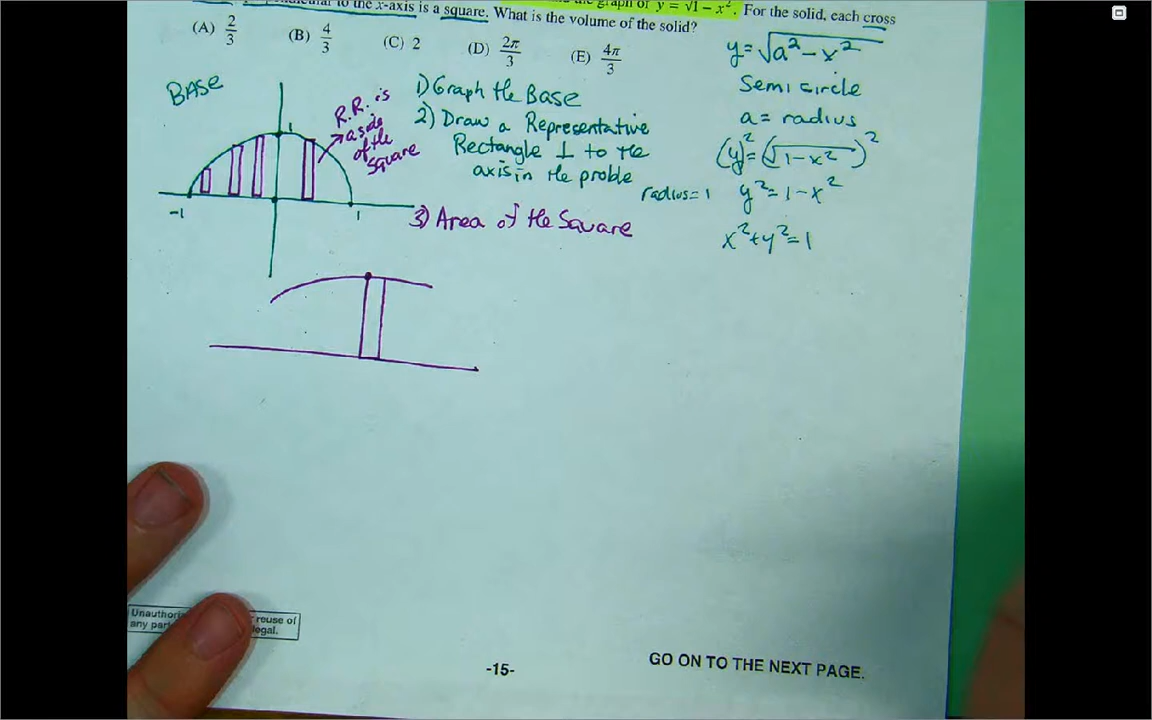 to the x-axis is a square. What is the volume of the solid?
graph of y = √1 – x². For the solid, each cross
(A) 2/3 (B) 4/3 (C) 2 (D) 2π/3 (E) 4π/3
BASE
1
-1
1
R.R. is
a side
of the
square
1) Graph the Base
2) Draw a Representative
Rectangle ⊥ to the
axis in the proble
3) Area of the Square
y = √a² – x²
Semi circle
a = radius
(y)² = (√1 – x²)²
radius = 1
y² = 1 – x²
x² + y² = 1
reuse of
-15-
GO ON TO THE NEXT PAGE.